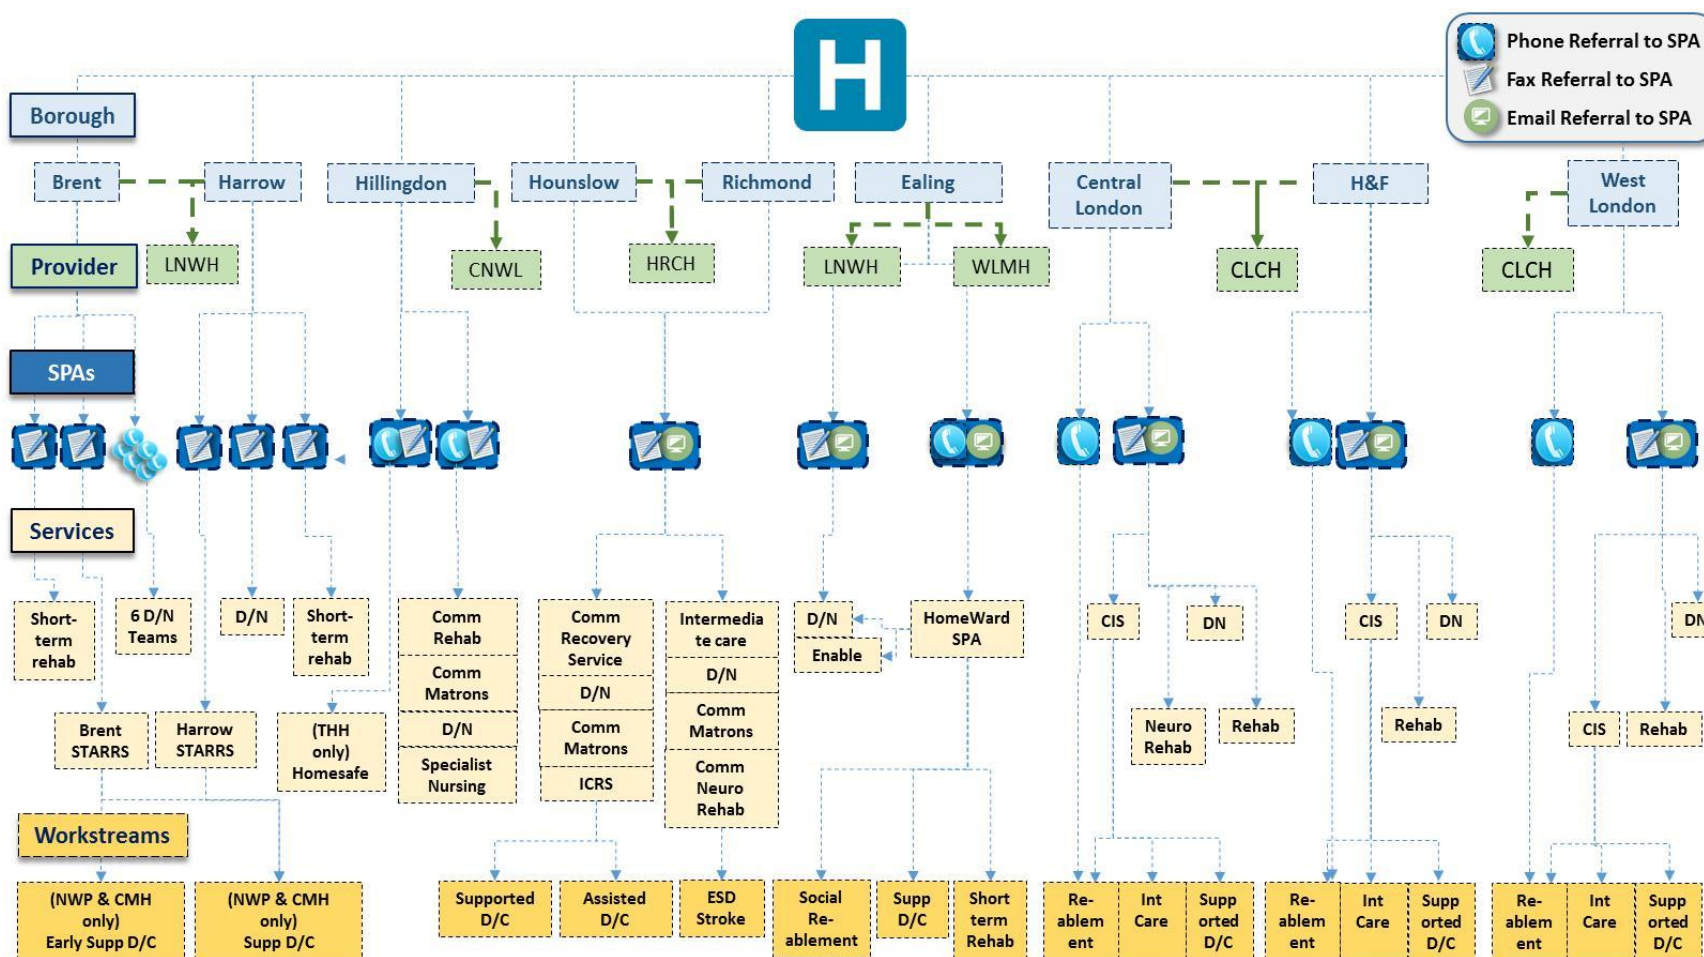 H
Phone Referral to SPA
Fax Referral to SPA
Email Referral to SPA
Borough
Brent
Harrow
Hillingdon
Hounslow
Richmond
Ealing
Central
London
H&F
West
London
Provider
LNWH
CNWL
HRCH
LNWH
WLMH
CLCH
CLCH
SPAs
Services
Short-
term
rehab
6 D/N
Teams
D/N
Short-
term
rehab
Comm
Rehab
Comm
Matrons
D/N
Specialist
Nursing
Comm
Recovery
Service
D/N
Comm
Matrons
ICRS
Intermedia
te care
D/N
Comm
Matrons
Comm
Neuro
Rehab
D/N
Enable
HomeWard
SPA
CIS
DN
CIS
DN
DN
Brent
STARRS
Harrow
STARRS
(THH
only)
Homesafe
Neuro
Rehab
Rehab
Rehab
CIS
Rehab
Workstreams
(NWP & CMH
only)
Early Supp D/C
(NWP & CMH
only)
Supp D/C
Supported
D/C
Assisted
D/C
ESD
Stroke
Social
Re-
ablement
Supp
D/C
Short
term
Rehab
Re-
ablem
ent
Int
Care
Supp
orted
D/C
Re-
ablem
ent
Int
Care
Supp
orted
D/C
Re-
ablem
ent
Int
Care
Supp
orted
D/C